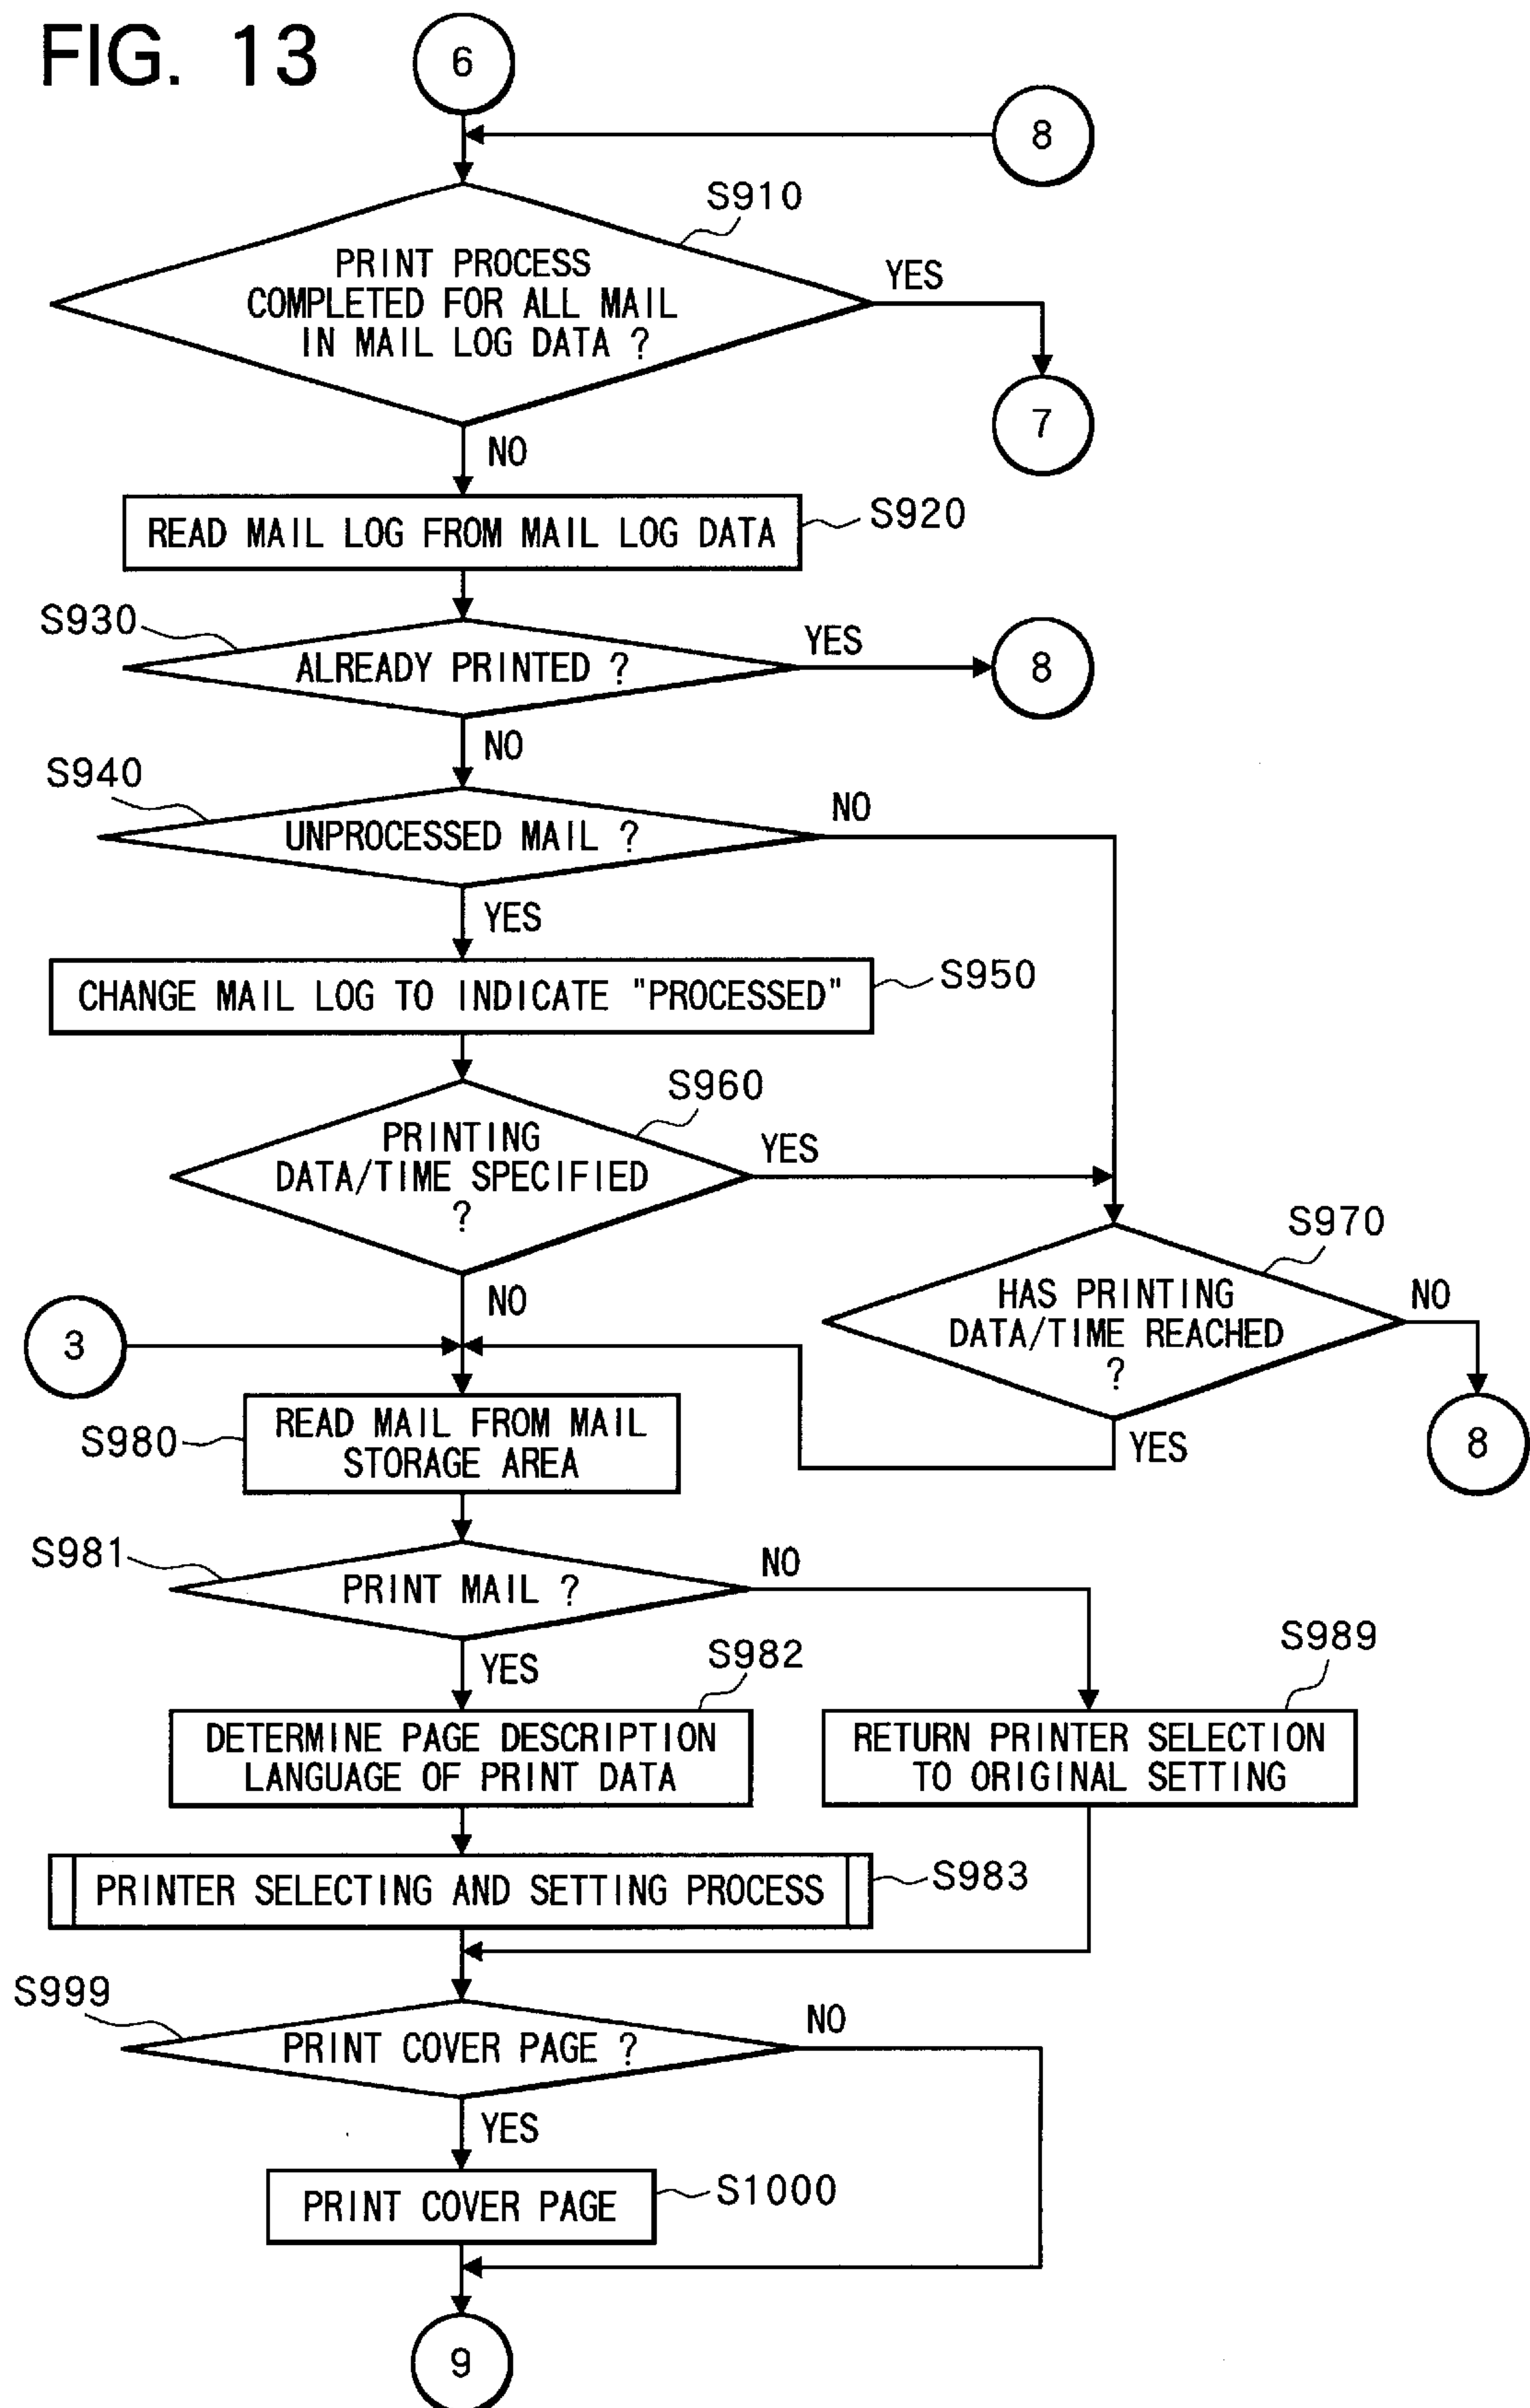 FIG. 13
6
8
S910
PRINT PROCESS
COMPLETED FOR ALL MAIL
IN MAIL LOG DATA ?
YES
7
NO
READ MAIL LOG FROM MAIL LOG DATA
S920
S930
ALREADY PRINTED ?
YES
8
NO
S940
UNPROCESSED MAIL ?
NO
YES
CHANGE MAIL LOG TO INDICATE "PROCESSED"
S950
S960
PRINTING
DATA/TIME SPECIFIED
?
YES
S970
HAS PRINTING
DATA/TIME REACHED
?
NO
8
YES
NO
3
S980
READ MAIL FROM MAIL
STORAGE AREA
S981
PRINT MAIL ?
NO
YES
S982
DETERMINE PAGE DESCRIPTION
LANGUAGE OF PRINT DATA
S989
RETURN PRINTER SELECTION
TO ORIGINAL SETTING
PRINTER SELECTING AND SETTING PROCESS
S983
S999
PRINT COVER PAGE ?
NO
YES
PRINT COVER PAGE
S1000
9